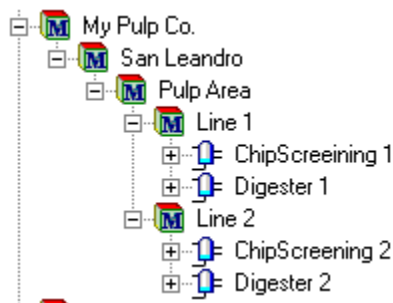 My Pulp Co.
San Leandro
Pulp Area
Line 1
ChipScreeining 1
Digester 1
Line 2
ChipScreening 2
Digester 2